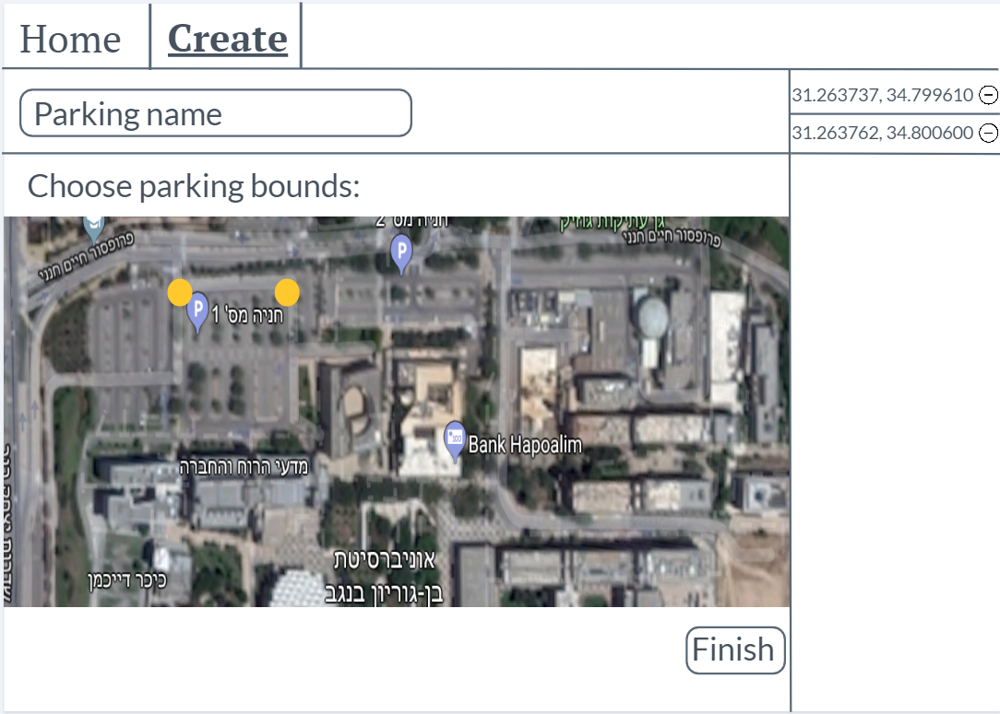 Home
Create
Parking name
31.263737, 34.799610
31.263762, 34.800600
Choose parking bounds:
חניה מס' 2
גן עתיקות גוזיק
פרופסור חיים חנני
פרופסור חיים חנני
P
P
חניה מס' 1
Bank Hapoalim
מדעי הרוח והחברה
אוניברסיטת
בן-גוריון בנגב
כיכר דייכמן
Finish